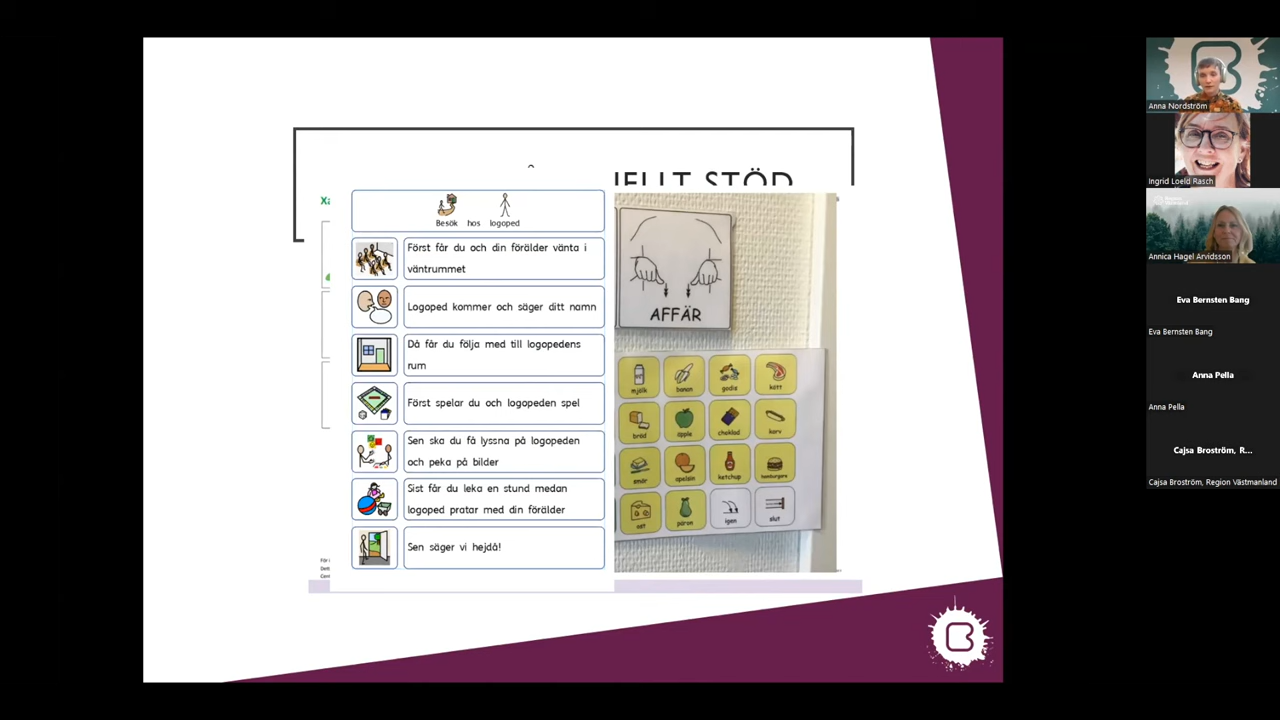 STÖD
Besök hos logoped
Först får du och din förälder vänta i
väntrummet
Logoped kommer och säger ditt namn
Då får du följa med till logopedens
rum
Först spelar du och logopeden spel
Sen ska du få lyssna på logopeden
och peka på bilder
Sist får du leka en stund medan
logoped pratar med din förälder
Sen säger vi hejdå!
AFFÄR
mjölk banan godis kött
bröd äpple choklad korv
smör apelsin ketchup hamburgare
ost päron igen slut
Anna Nordström
Ingrid Loeld Rasch
Annica Hagel Arvidsson
Eva Bernsten Bang
Eva Bernsten Bang
Anna Pella
Anna Pella
Cajsa Broström, R...
Cajsa Broström, Region Västmanland